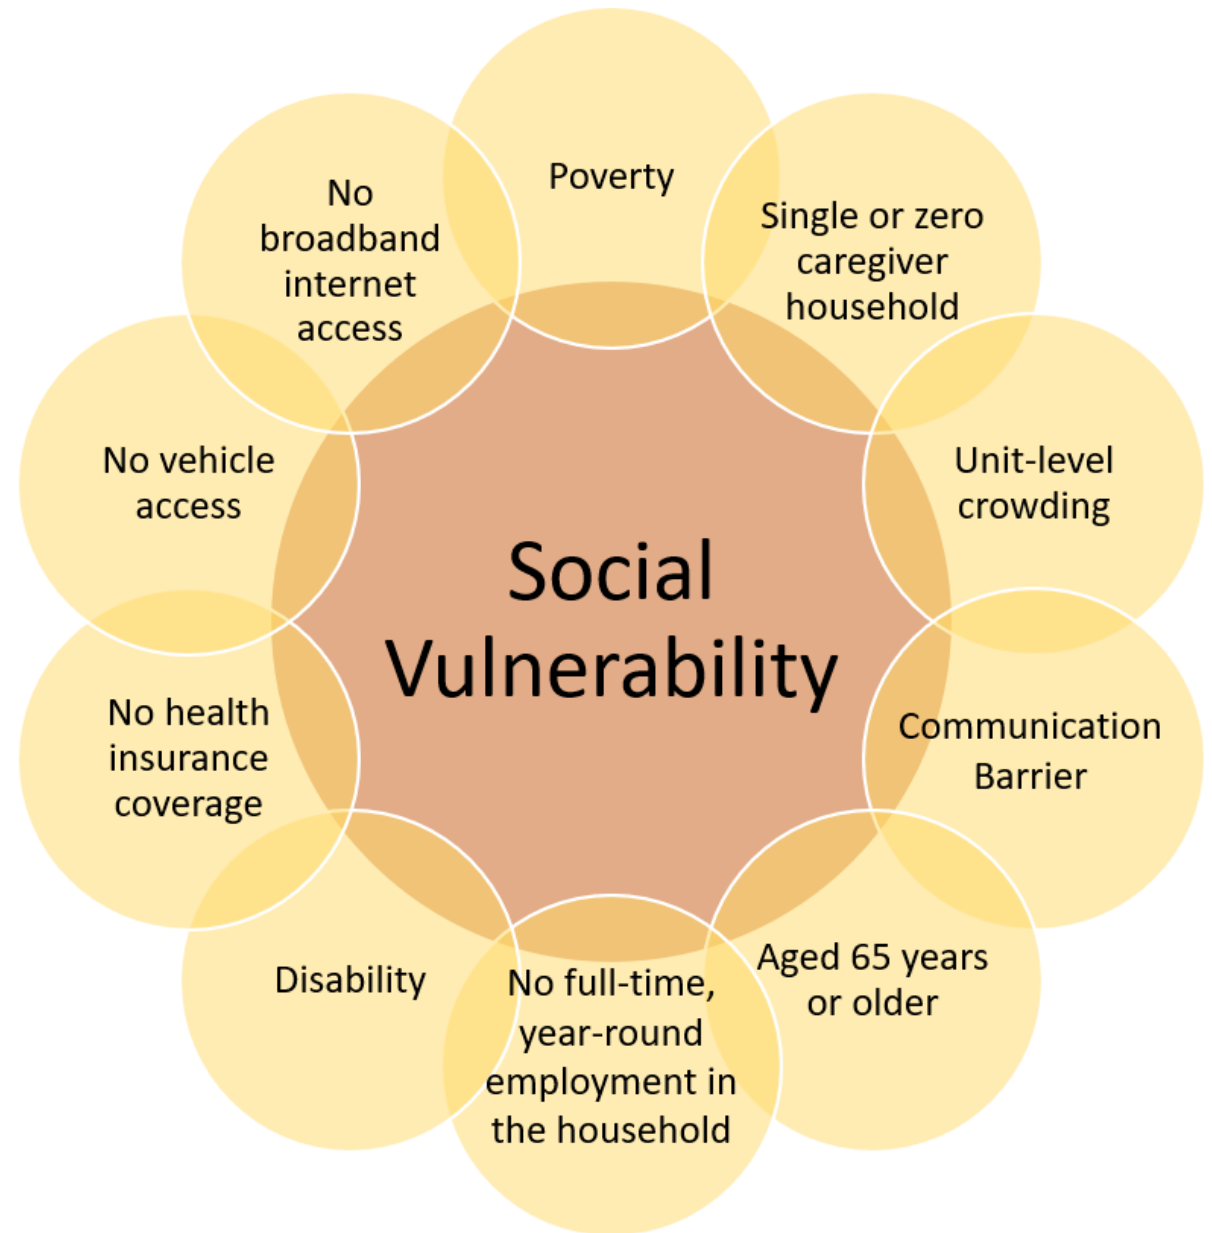 Poverty
Single or zero
caregiver
household
Unit-level
crowding
Communication
Barrier
Aged 65 years
or older
No full-time,
year-round
employment in
the household
Disability
No health
insurance
coverage
No vehicle
access
No
broadband
internet
access
Social
Vulnerability